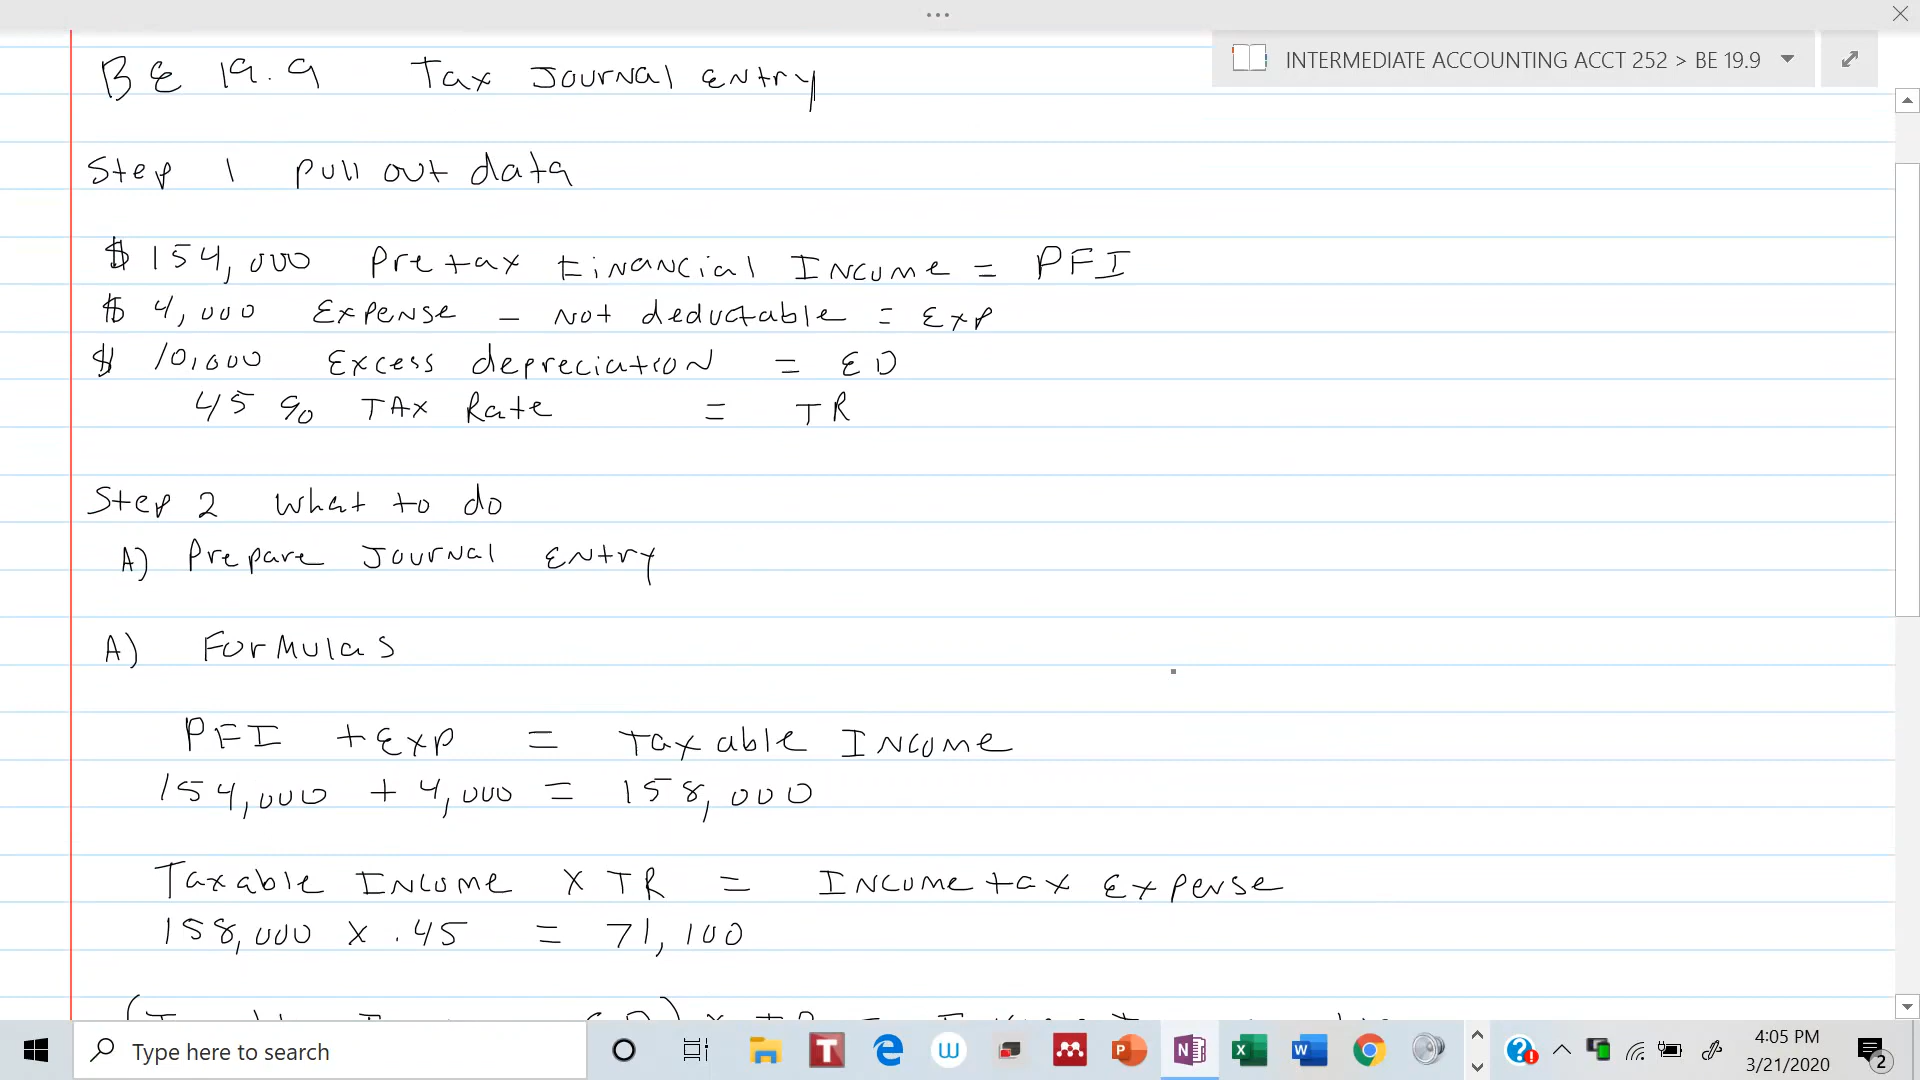 INTERMEDIATE ACCOUNTING ACCT 252 > BE 19.9
BE 19.9 Tax Journal entry
Step 1 Pull out data
$ 154,000 Pretax Financial Income = PFI
$ 4,000 Expense - Not deductable = Exp
$ 10,000 Excess depreciation = ED
45 % TAx Rate = TR
Step 2 What to do
A) Prepare Journal entry
A) Formulas
PFI + Exp = Taxable Income
154,000 + 4,000 = 158,000
Taxable Income x TR = Income tax Expense
158,000 x .45 = 71,100
Type here to search
4:05 PM
3/21/2020
2